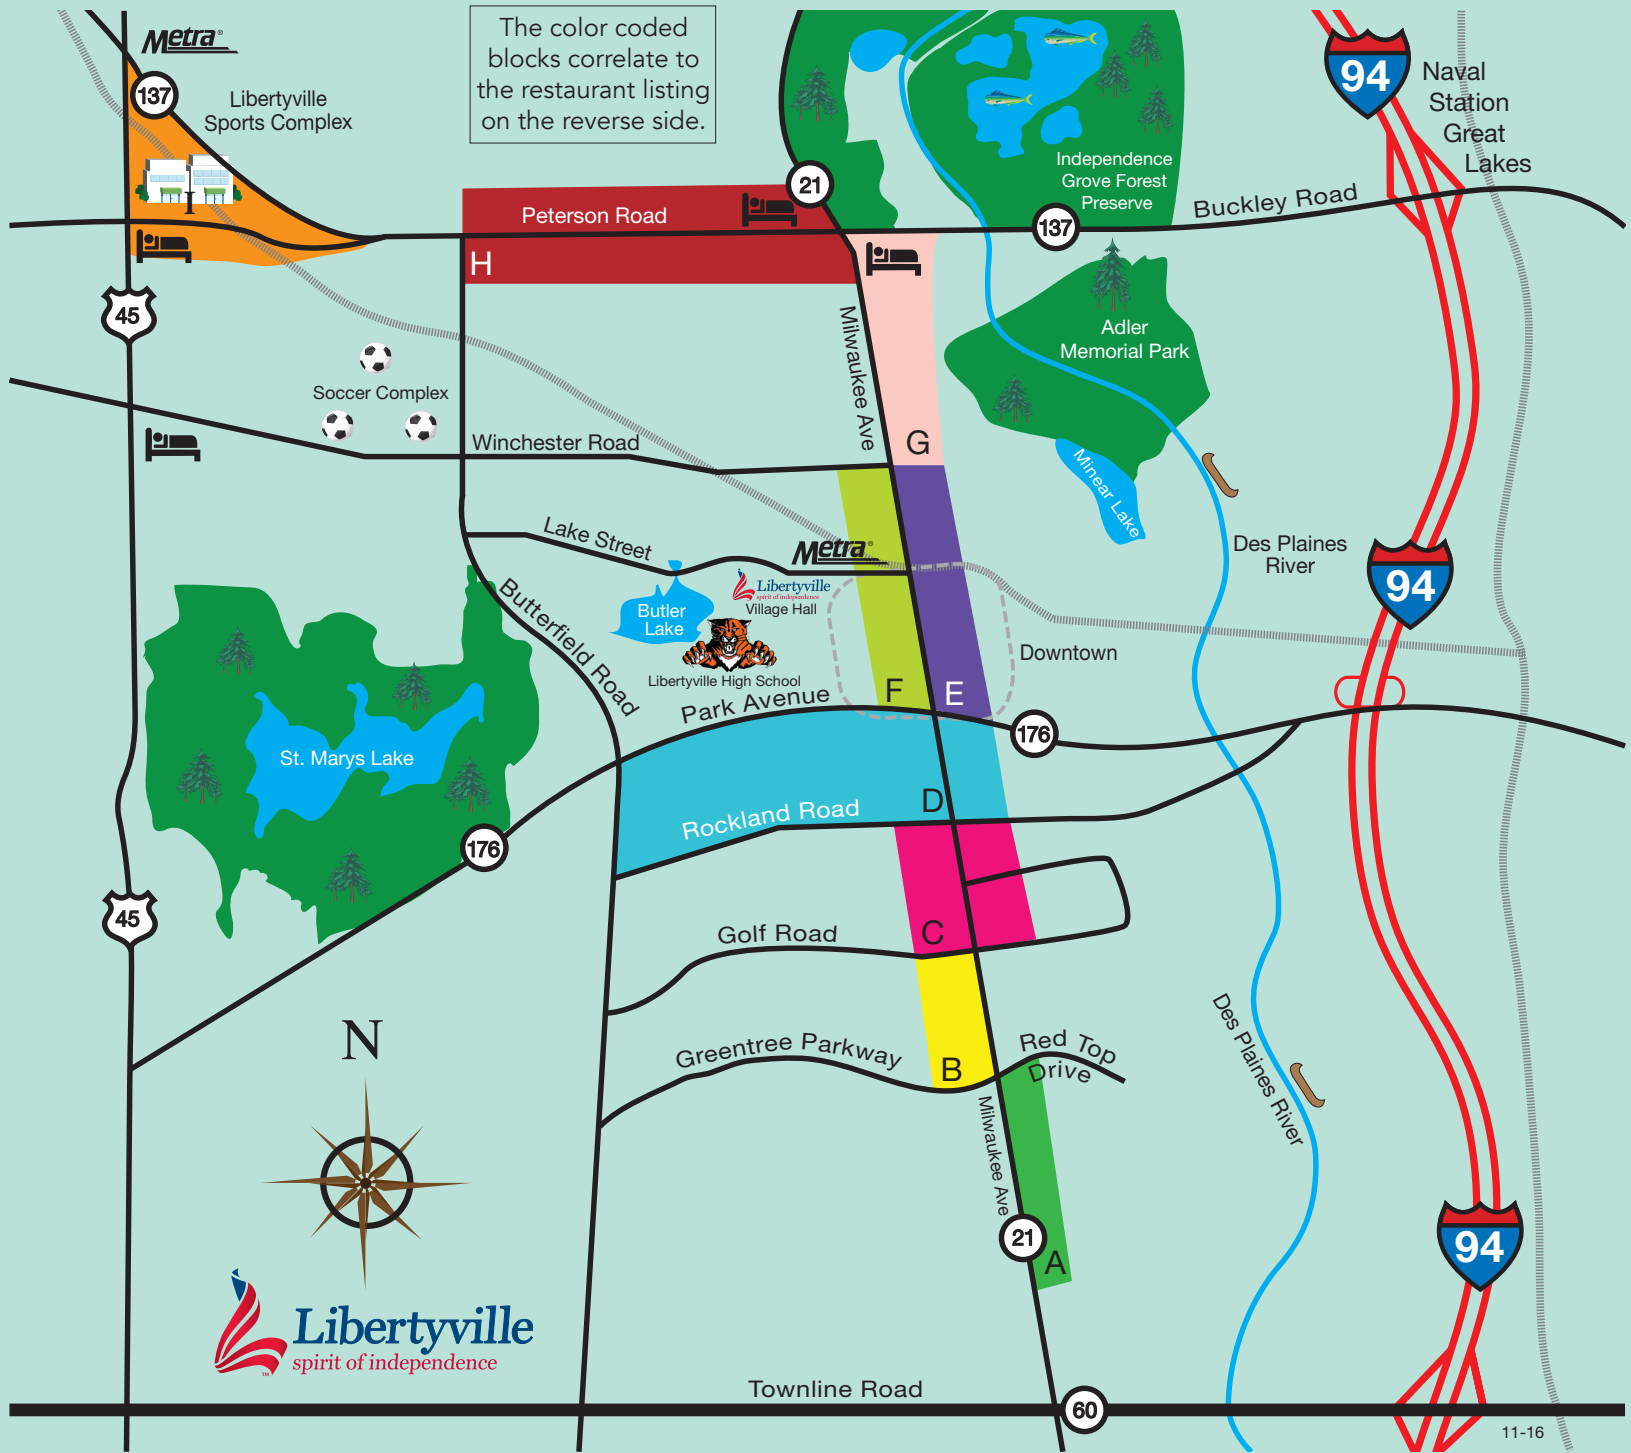 The color coded
blocks correlate to
the restaurant listing
on the reverse side.
Metra®
137
Libertyville
Sports Complex
I
94
Naval
Station
Great
Lakes
21
Independence
Grove Forest
Preserve
Peterson Road
137
Buckley Road
H
45
Adler
Memorial Park
Milwaukee Ave
Soccer Complex
G
Winchester Road
Minear Lake
Lake Street
Metra®
Des Plaines
River
94
Libertyville
spirit of independence
Village Hall
Butler
Lake
Butterfield Road
Downtown
Libertyville High School
F
E
Park Avenue
176
St. Marys Lake
D
Rockland Road
176
45
Golf Road
C
Des Plaines River
N
Greentree Parkway
B
Red Top
Drive
Milwaukee Ave
21
A
94
Libertyville
spirit of independence
™
Townline Road
60
11-16